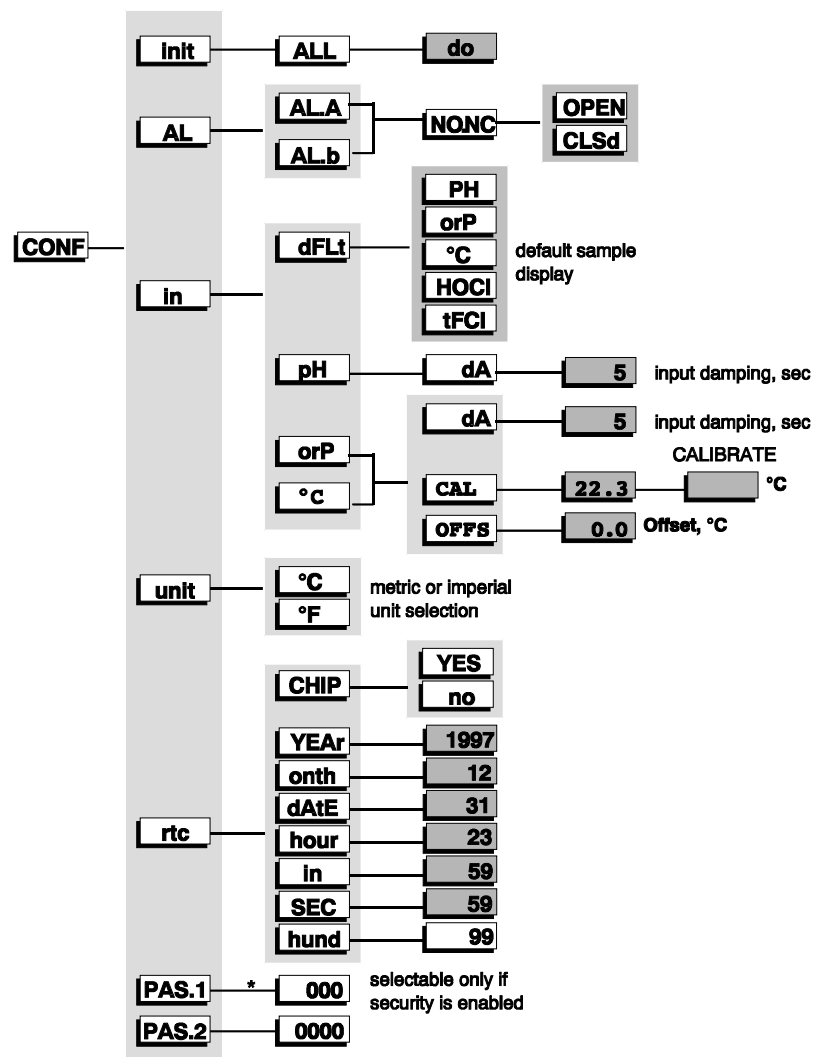 init ALL do
AL AL.A NO.NC OPEN
AL.b CLSd
CONF
in dFLt PH
orP
°C
HOCl
tFCl
default sample
display
pH dA 5 input damping, sec
orP dA 5 input damping, sec
°C CAL 22.3 CALIBRATE °C
OFFS 0.0 Offset, °C
unit °C
°F
metric or imperial
unit selection
rtc CHIP YES
no
YEAr 1997
onth 12
dAtE 31
hour 23
in 59
SEC 59
hund 99
PAS.1 * 000 selectable only if
security is enabled
PAS.2 0000